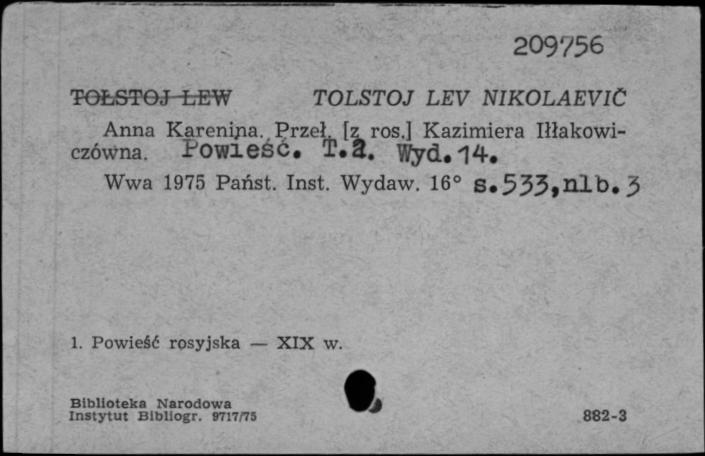 209756
TOŁSTOJ LEW TOLSTOJ LEV NIKOLAEVIČ
Anna Karenina. Przeł. [z ros.] Kazimiera Iłłakowi-
czówna. Powieść. T.2. Wyd.14.
Wwa 1975 Państ. Inst. Wydaw. 16° s.533,nlb.3
1. Powieść rosyjska — XIX w.
Biblioteka Narodowa
Instytut Bibliogr. 9717/75 882-3